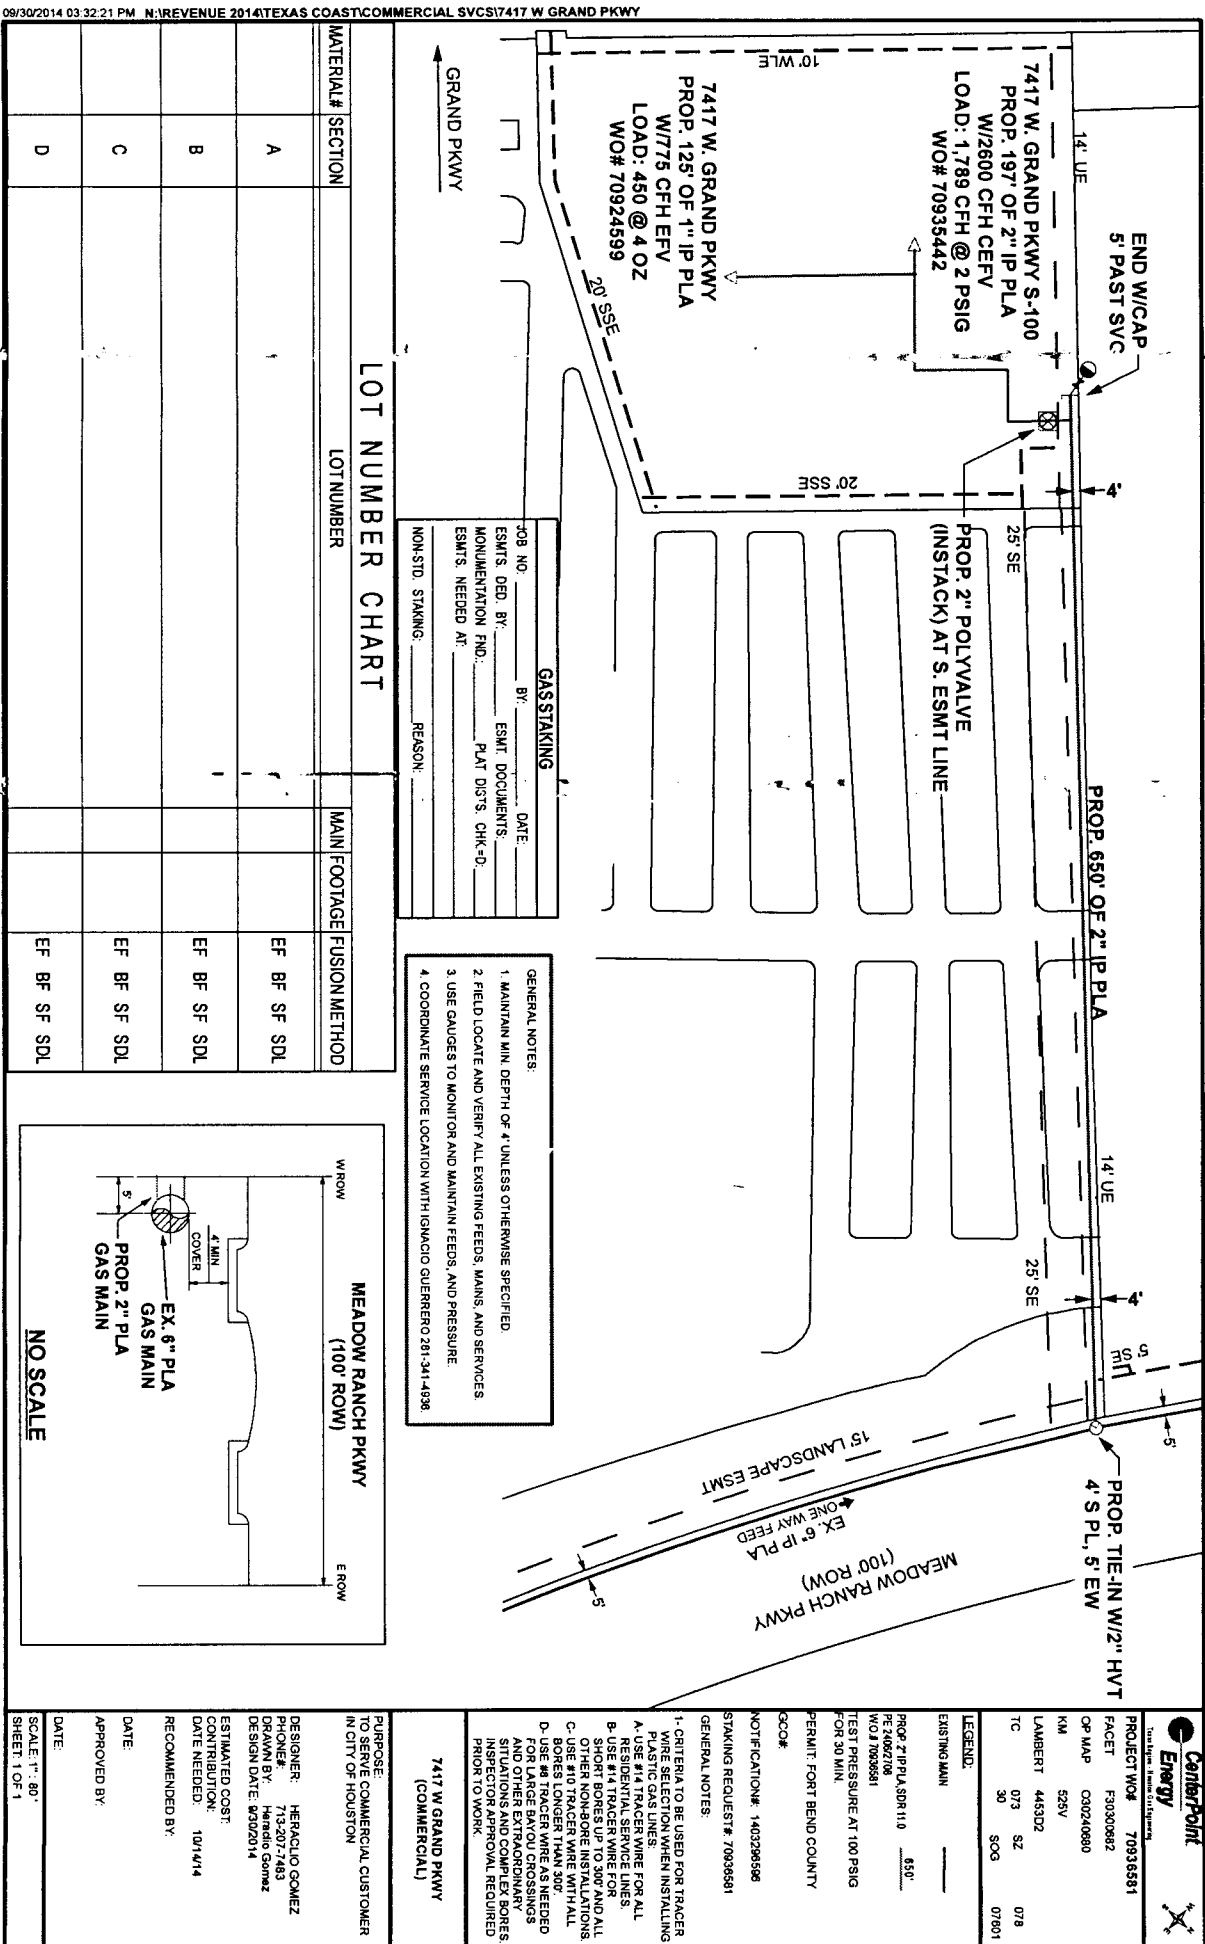 09/30/2014 03:32:21 PM N:\REVENUE 2014\TEXAS COAST\COMMERCIAL SVCS\7417 W GRAND PKWY
END W/CAP
5' PAST SVC
14' UE
7417 W. GRAND PKWY S-100
PROP. 197' OF 2" IP PLA
W/2600 CFH CEFV
LOAD: 1,789 CFH @ 2 PSIG
WO# 70935442
10' WLE
7417 W. GRAND PKWY
PROP. 125' OF 1" IP PLA
W/775 CFH EFV
LOAD: 450 @ 4 OZ
WO# 70924599
20' SSE
GRAND PKWY
20' SSE
4'
25' SE
PROP. 2" POLYVALVE
(INSTACK) AT S. ESMT LINE
PROP. 650' OF 2" IP PLA
14' UE
25' SE
4'
5' SE
UE
5'
PROP. TIE-IN W/2" HVT
4' S PL, 5' EW
15' LANDSCAPE ESMT
EX. 6" IP PLA
ONE WAY FEED
MEADOW RANCH PKWY
(100' ROW)
5'
GAS STAKING
JOB NO: BY: DATE:
ESMTS. DED. BY: ESMT. DOCUMENTS:
MONUMENTATION FND.: PLAT DISTS. CHK=D:
ESMTS. NEEDED AT:
NON-STD. STAKING: REASON:
GENERAL NOTES:
1. MAINTAIN MIN. DEPTH OF 4' UNLESS OTHERWISE SPECIFIED.
2. FIELD LOCATE AND VERIFY ALL EXISTING FEEDS, MAINS, AND SERVICES.
3. USE GAUGES TO MONITOR AND MAINTAIN FEEDS, AND PRESSURE.
4. COORDINATE SERVICE LOCATION WITH IGNACIO GUERRERO 281-341-4936.
LOT NUMBER CHART
MATERIAL# SECTION LOT NUMBER MAIN FOOTAGE FUSION METHOD
A EF BF SF SDL
B EF BF SF SDL
C EF BF SF SDL
D EF BF SF SDL
MEADOW RANCH PKWY
(100' ROW)
W ROW
E ROW
4' MIN
COVER
5'
EX. 6" PLA
GAS MAIN
PROP. 2" PLA
GAS MAIN
NO SCALE
CenterPoint
Energy
PROJECT WO# 70936581
FACET F30300682
OP MAP
KM 525V
LAMBERT 4453D2
TC 073 SZ 078
30 SOG 07601
LEGEND:
EXISTING MAIN
PROP. 2" IP PLA, SDR 11.0 650'
PE 2406/2708
WO # 70936581
TEST PRESSURE AT 100 PSIG
FOR 30 MIN.
PERMIT: FORT BEND COUNTY
GCO#:
NOTIFICATION#: 1403296596
STAKING REQUEST#: 70936581
GENERAL NOTES:
1- CRITERIA TO BE USED FOR TRACER
WIRE SELECTION WHEN INSTALLING
PLASTIC GAS LINES:
A- USE #14 TRACER WIRE FOR ALL
RESIDENTIAL SERVICE LINES.
B- USE #14 TRACER WIRE FOR
SHORT BORES UP TO 300' AND ALL
OTHER NON-BORE INSTALLATIONS.
C- USE #10 TRACER WIRE WITH ALL
BORES LONGER THAN 300'.
D- USE #8 TRACER WIRE AS NEEDED
FOR LARGE BAYOU CROSSINGS
AND OTHER EXTRAORDINARY
SITUATIONS AND COMPLEX BORES.
INSPECTOR APPROVAL REQUIRED
PRIOR TO WORK.
7417 W GRAND PKWY
(COMMERCIAL)
PURPOSE:
TO SERVE COMMERCIAL CUSTOMER
IN CITY OF HOUSTON
DESIGNER: HERACLIO GOMEZ
PHONE#: 713-207-7483
DRAWN BY: Heraclio Gomez
DESIGN DATE: 9/30/2014
ESTIMATED COST:
CONTRIBUTION:
DATE NEEDED: 10/14/14
RECOMMENDED BY:
DATE:
APPROVED BY:
DATE:
SCALE: 1": 80'
SHEET: 1 OF 1